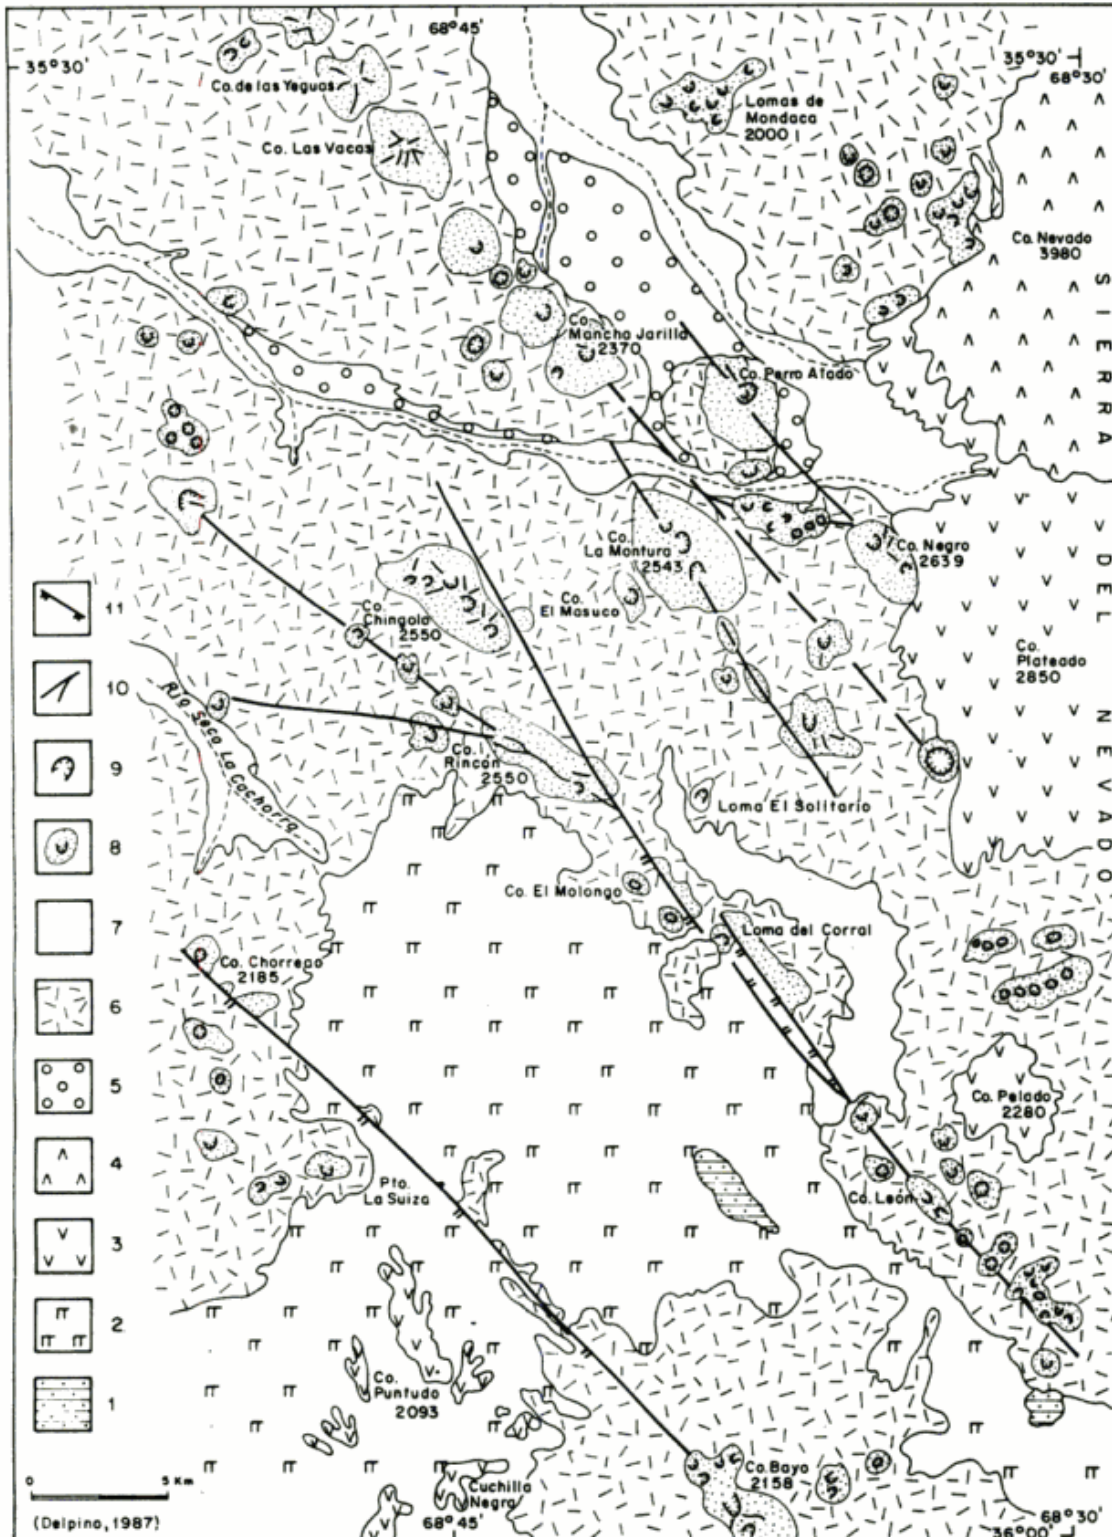 68°45'
35°30'
35°30'
68°30'
Co. de las Yeguas
Lomas de
Mondaca
2000
Co. Las Vacas
Co. Nevado
3980
Co.
Mancha Jarilla
2370
Co. Perro Atado
SIERRA DEL NEVADO
Co.
La Montura
2543
Co. Negro
2639
Co.
El Masuco
Co.
Chingolo
2550
Co.
Plateado
2850
Río Seco La Cachorra
Co.
Rincón
2550
Loma El Solitario
Co. El Molongo
Loma del Corral
Co. Chorreao
2185
Co. Pelado
2280
Pto.
La Suiza
Co. León
Co.
Puntudo
2093
Co. Bayo
2158
Cuchilla
Negra
11
10
9
8
7
6
5
4
3
2
1
0 5 Km
(Delpino, 1987)
68°45'
68°30'
36°00'